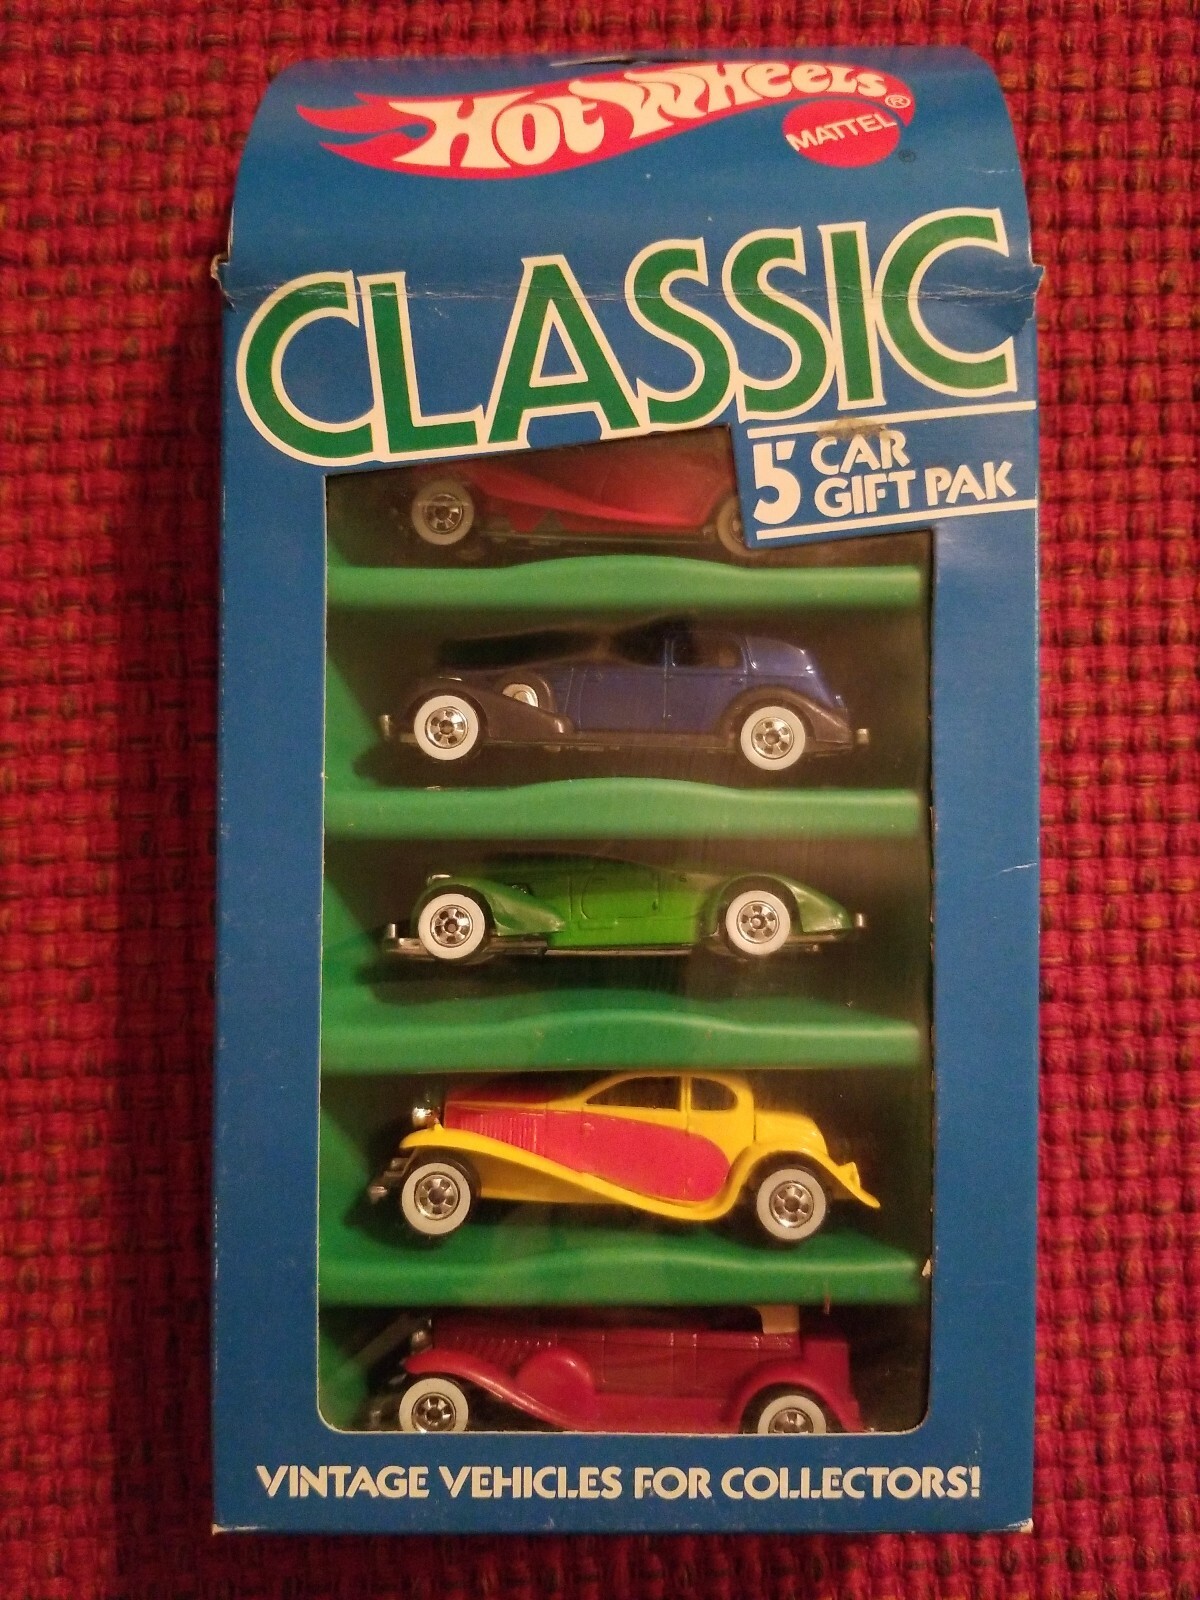 HOT WHEELS®
MATTEL®
CLASSIC
5 CAR
GIFT PAK
VINTAGE VEHICLES FOR COLLECTORS!